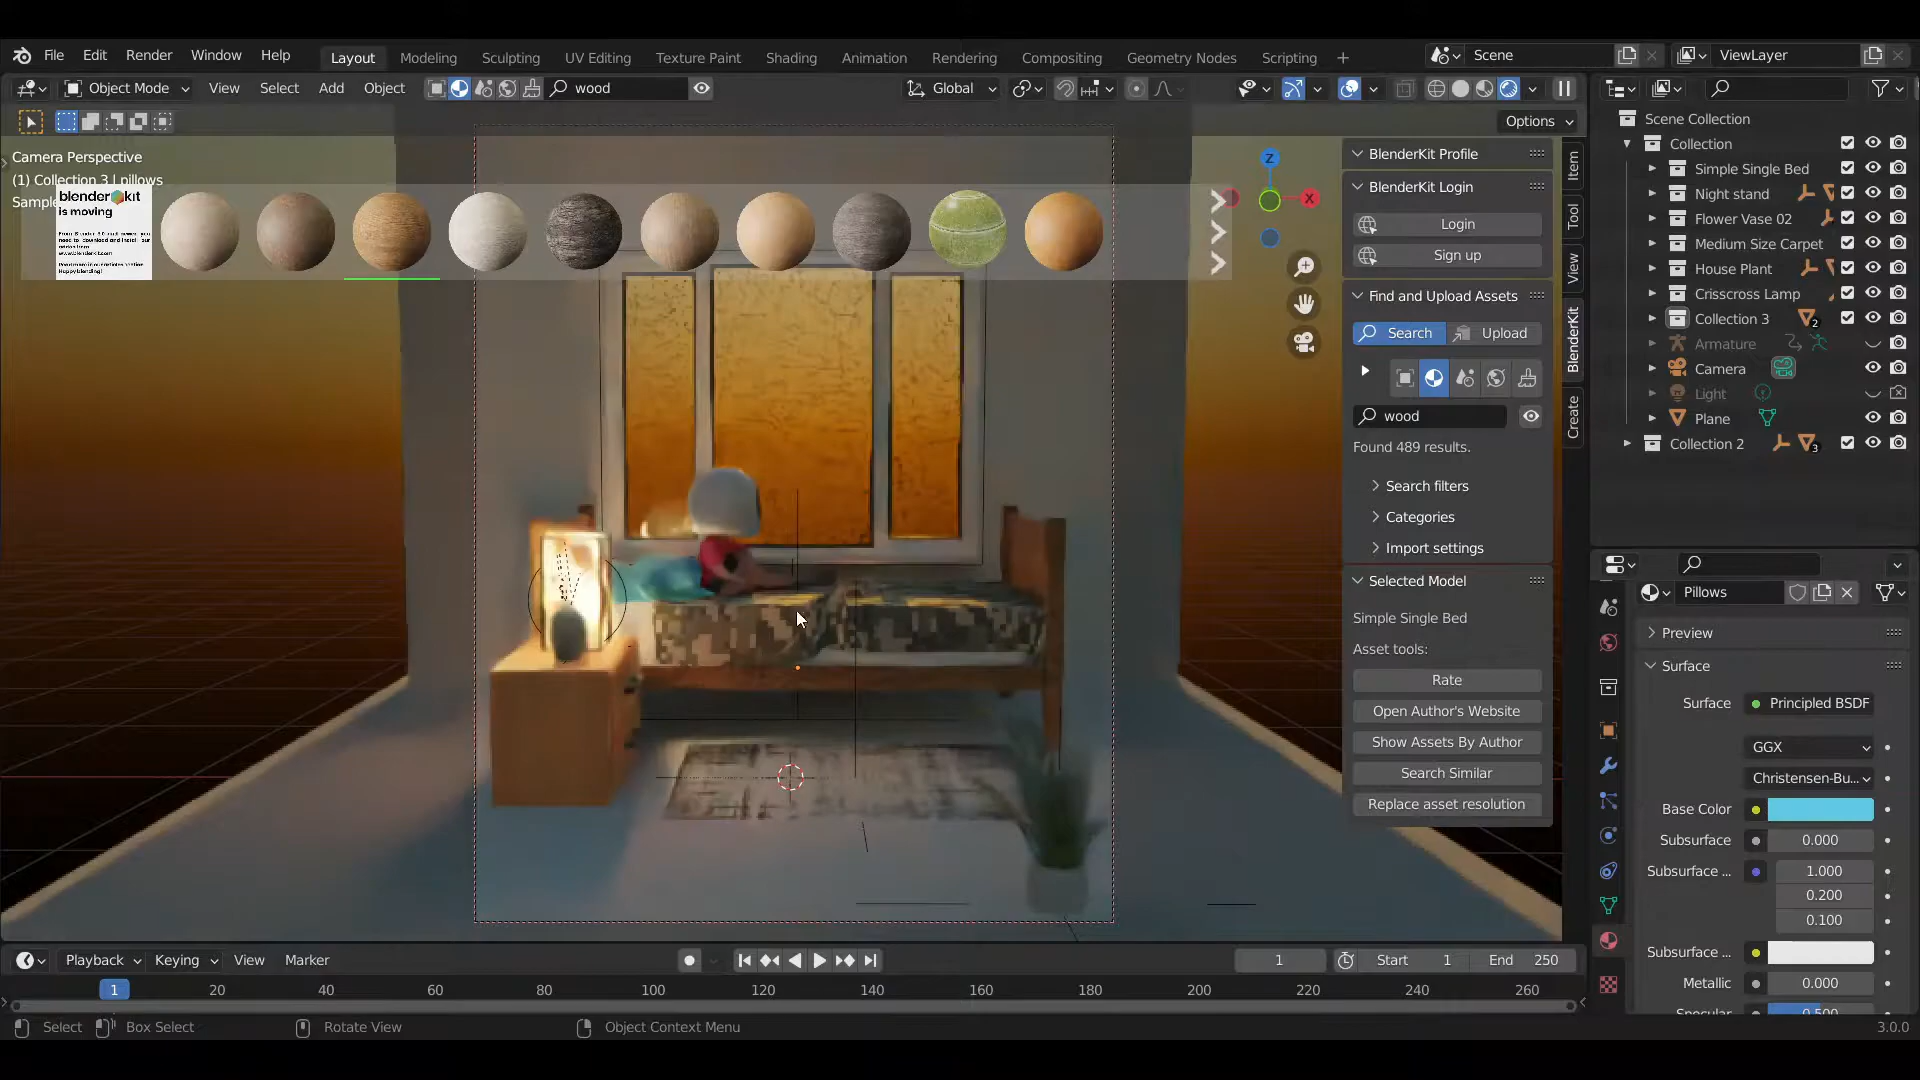 File Edit Render Window Help Layout Modeling Sculpting UV Editing Texture Paint Shading Animation Rendering Compositing Geometry Nodes Scripting + Scene ViewLayer
Object Mode View Select Add Object wood Global
Options
Camera Perspective
(1) Collection 3 | pillows
Sample
blenderkit
is moving
BlenderKit Profile
BlenderKit Login
Login
Sign up
Find and Upload Assets
Search Upload
wood
Found 489 results.
Search filters
Categories
Import settings
Selected Model
Simple Single Bed
Asset tools:
Rate
Open Author's Website
Show Assets By Author
Search Similar
Replace asset resolution
Item
Tool
View
BlenderKit
Create
Z
X
Scene Collection
Collection
Simple Single Bed
Night stand
Flower Vase 02
Medium Size Carpet
House Plant
Crisscross Lamp
Collection 3 2
Armature
Camera
Light
Plane
Collection 2 3
Pillows
Preview
Surface
Surface Principled BSDF
GGX
Christensen-Bu...
Base Color
Subsurface 0.000
Subsurface ... 1.000
0.200
0.100
Subsurface ...
Metallic 0.000
Specular 0.500
Playback Keying View Marker 1 Start 1 End 250
1 20 40 60 80 100 120 140 160 180 200 220 240 260
Select Box Select Rotate View Object Context Menu 3.0.0